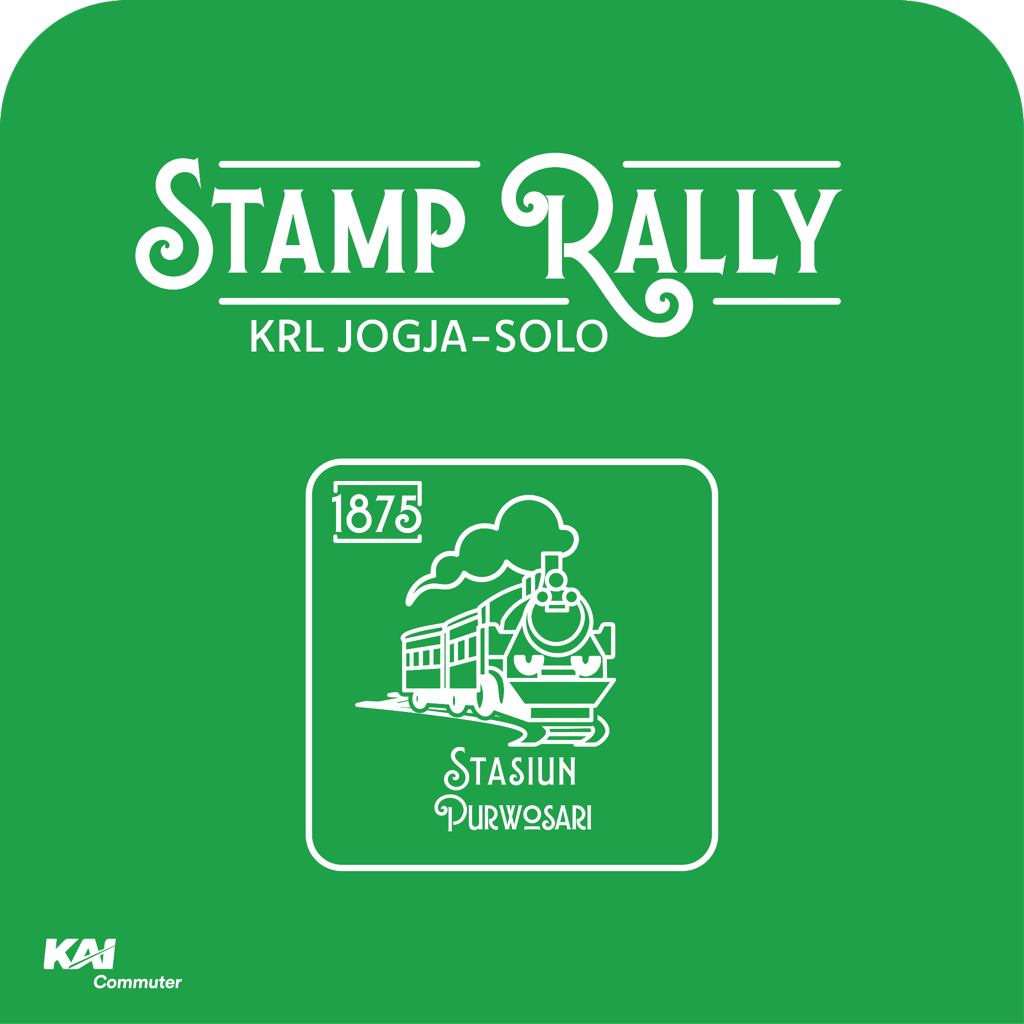 STAMP RALLY
KRL JOGJA-SOLO
1875
STASIUN
PURWOSARI
KAI
Commuter